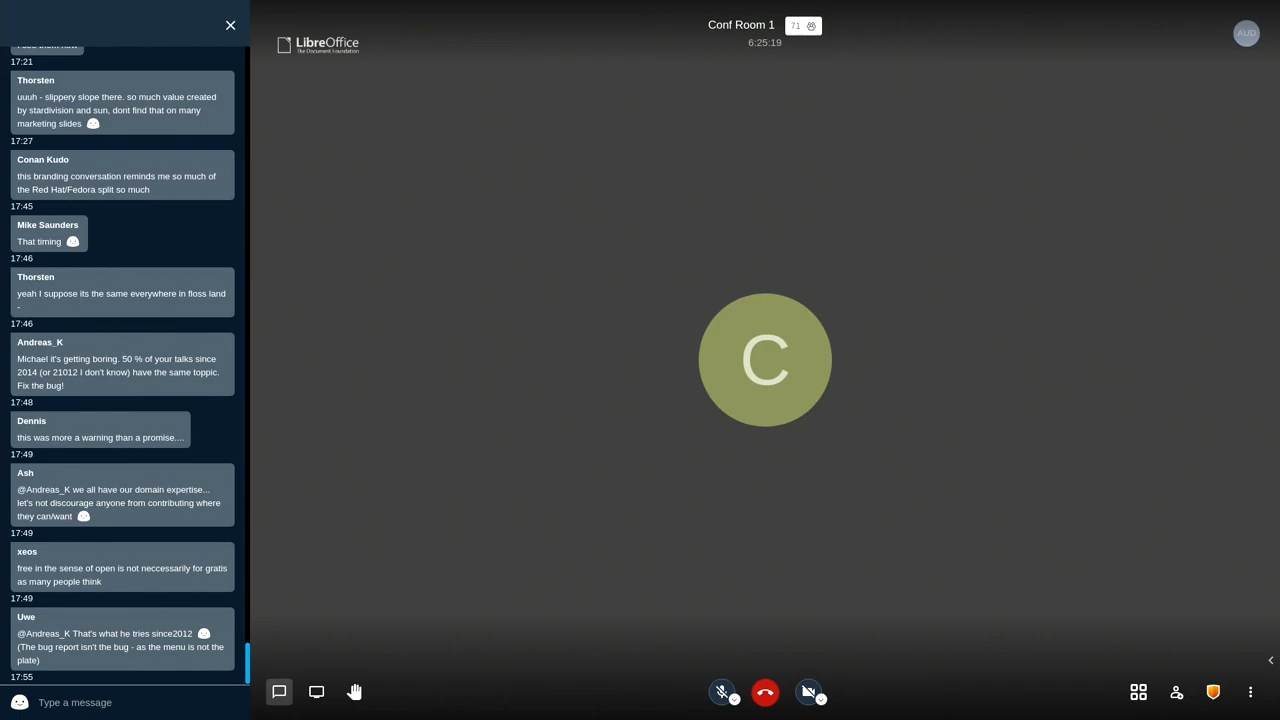 17:21
Thorsten
uuuh - slippery slope there. so much value created
by stardivision and sun, dont find that on many
marketing slides
17:27
Conan Kudo
this branding conversation reminds me so much of
the Red Hat/Fedora split so much
17:45
Mike Saunders
That timing
17:46
Thorsten
yeah I suppose its the same everywhere in floss land
-
17:46
Andreas_K
Michael it's getting boring. 50 % of your talks since
2014 (or 21012 I don't know) have the same toppic.
Fix the bug!
17:48
Dennis
this was more a warning than a promise....
17:49
Ash
@Andreas_K we all have our domain expertise...
let's not discourage anyone from contributing where
they can/want
17:49
xeos
free in the sense of open is not neccessarily for gratis
as many people think
17:49
Uwe
@Andreas_K That's what he tries since2012
(The bug report isn't the bug - as the menu is not the
plate)
17:55
Type a message
LibreOffice
The Document Foundation
Conf Room 1
71
6:25:19
AUD
C